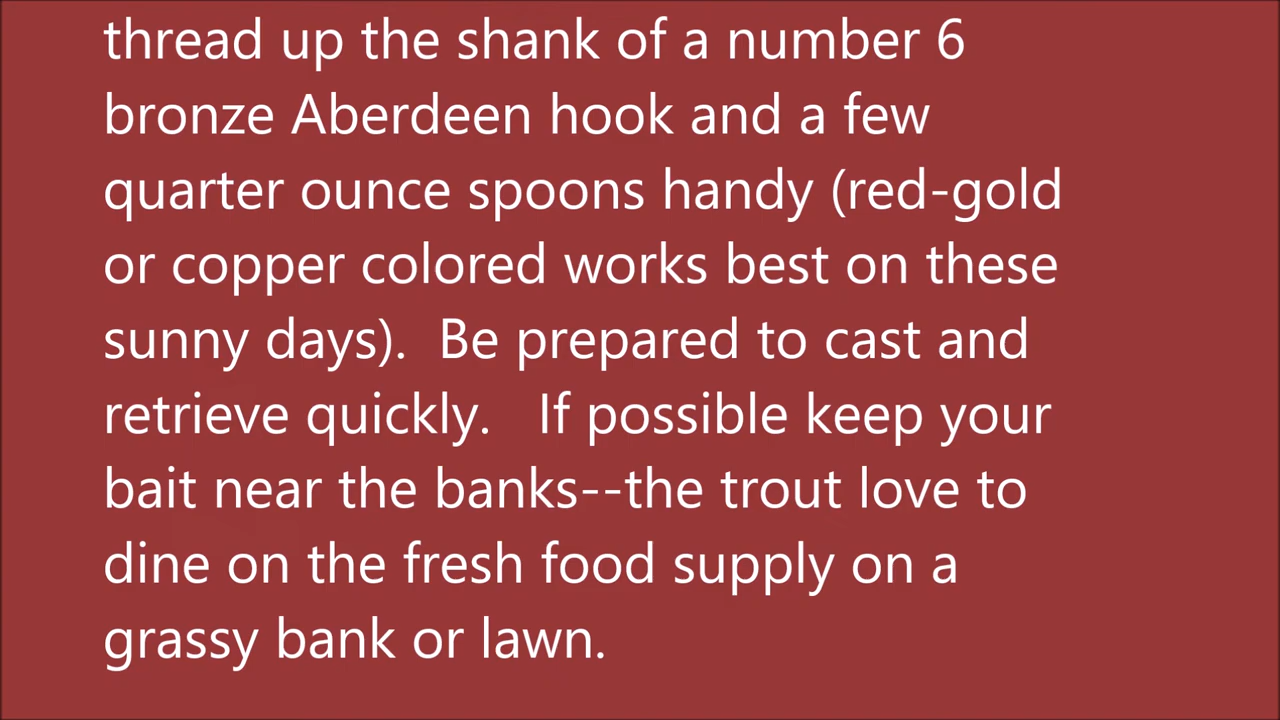 thread up the shank of a number 6
bronze Aberdeen hook and a few
quarter ounce spoons handy (red-gold
or copper colored works best on these
sunny days).  Be prepared to cast and
retrieve quickly.   If possible keep your
bait near the banks--the trout love to
dine on the fresh food supply on a
grassy bank or lawn.